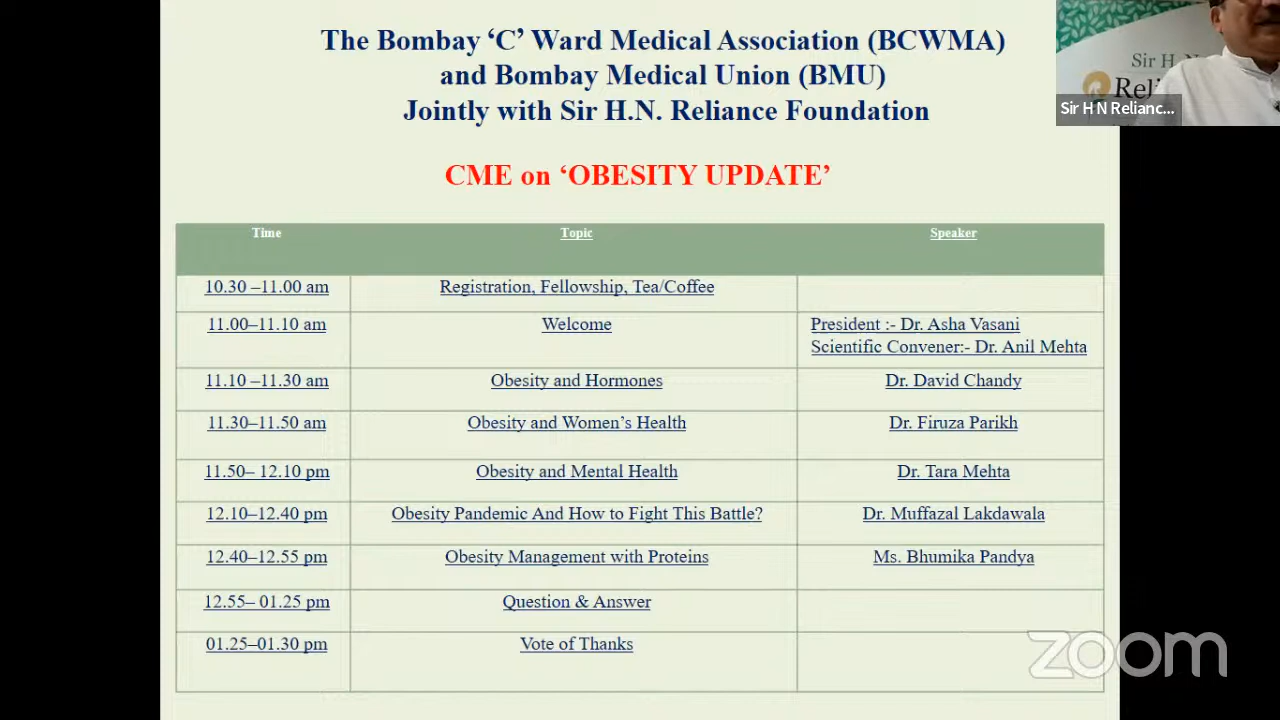 The Bombay ‘C’ Ward Medical Association (BCWMA)
and Bombay Medical Union (BMU)
Jointly with Sir H.N. Reliance Foundation
CME on ‘OBESITY UPDATE’
Time Topic Speaker
10.30 –11.00 am Registration, Fellowship, Tea/Coffee
11.00–11.10 am Welcome President :- Dr. Asha Vasani
Scientific Convener:- Dr. Anil Mehta
11.10 –11.30 am Obesity and Hormones Dr. David Chandy
11.30–11.50 am Obesity and Women’s Health Dr. Firuza Parikh
11.50– 12.10 pm Obesity and Mental Health Dr. Tara Mehta
12.10–12.40 pm Obesity Pandemic And How to Fight This Battle? Dr. Muffazal Lakdawala
12.40–12.55 pm Obesity Management with Proteins Ms. Bhumika Pandya
12.55– 01.25 pm Question & Answer
01.25–01.30 pm Vote of Thanks
Sir H
Reli
Sir H N Relianc...
zoom